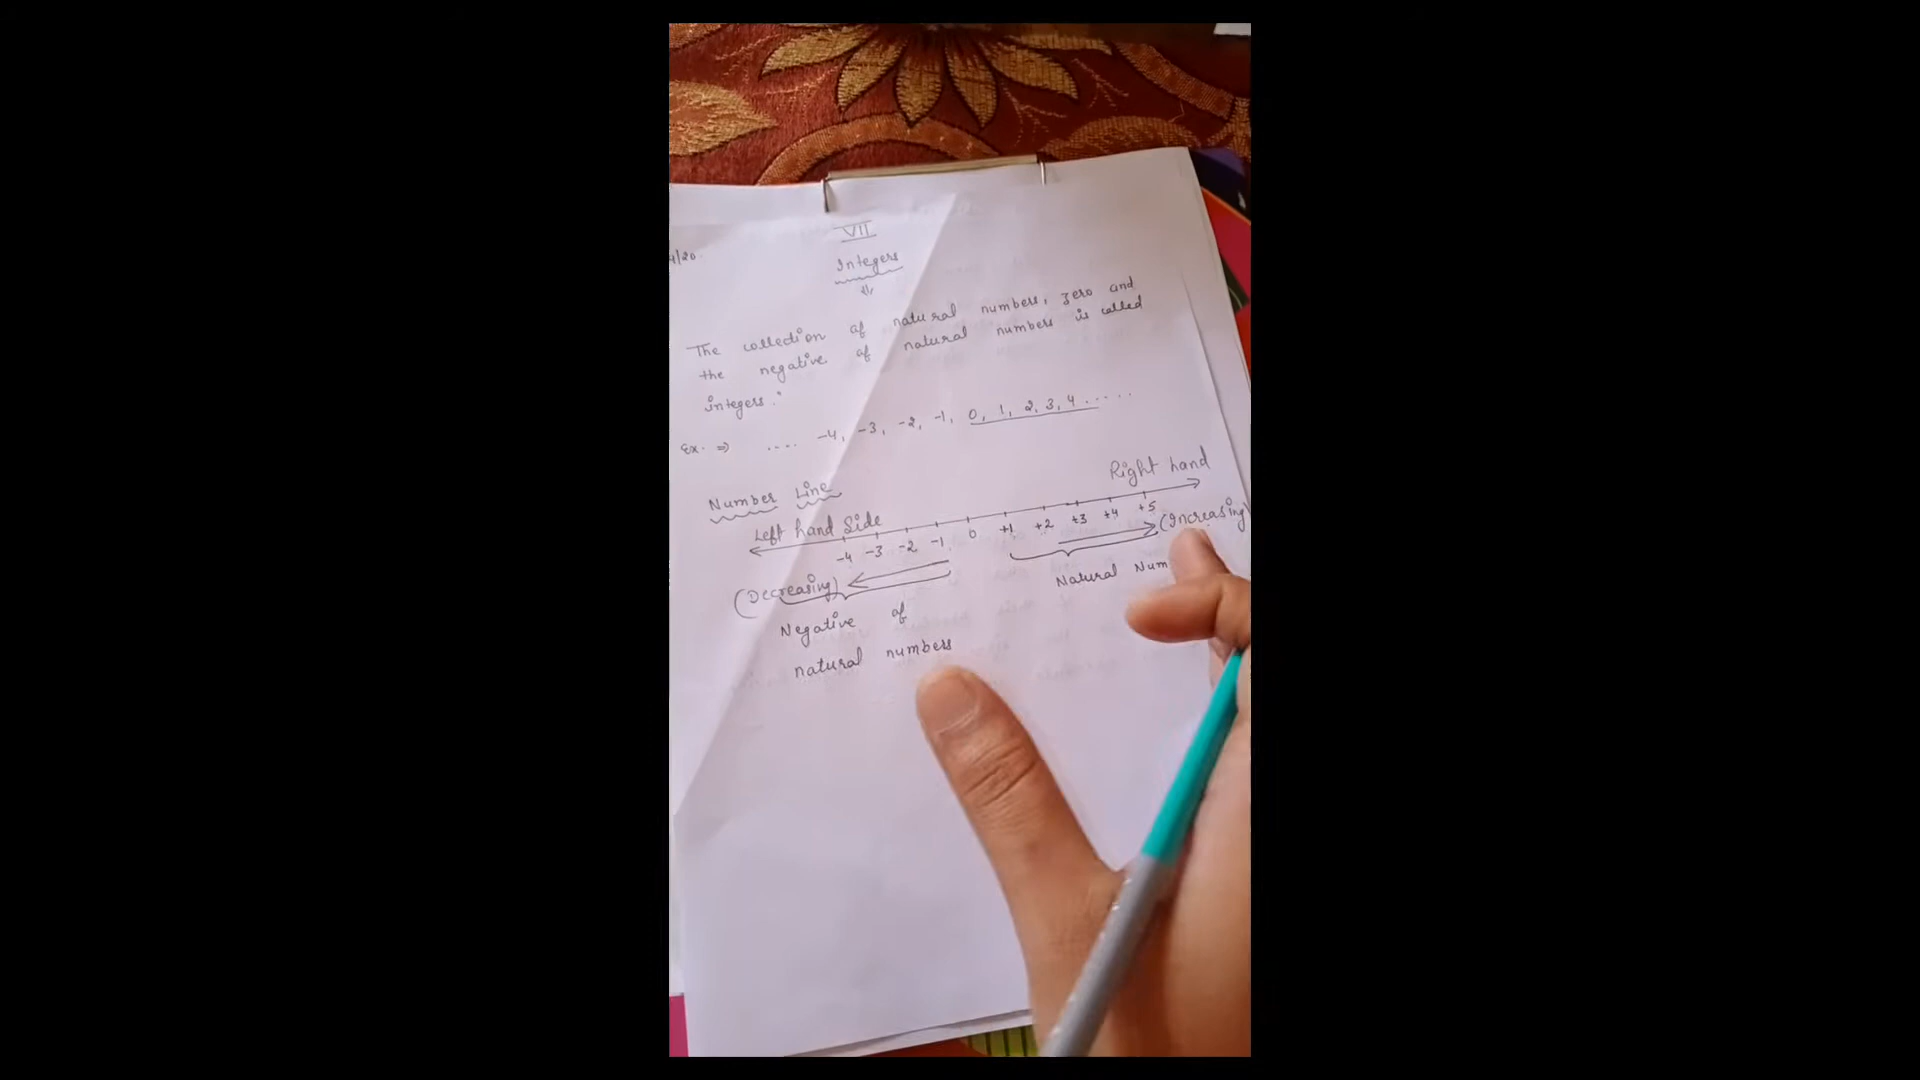 VII
4/20
Integers
The collection of natural numbers, zero and
the negative of natural numbers is called
integers."
Ex. ⇒ .... -4, -3, -2, -1, 0, 1, 2, 3, 4 ......
Number Line
Right hand
Left hand Side
-4 -3 -2 -1 0 +1 +2 +3 +4 +5
(Increasing)
(Decreasing)
Natural Num
Negative of
natural numbers